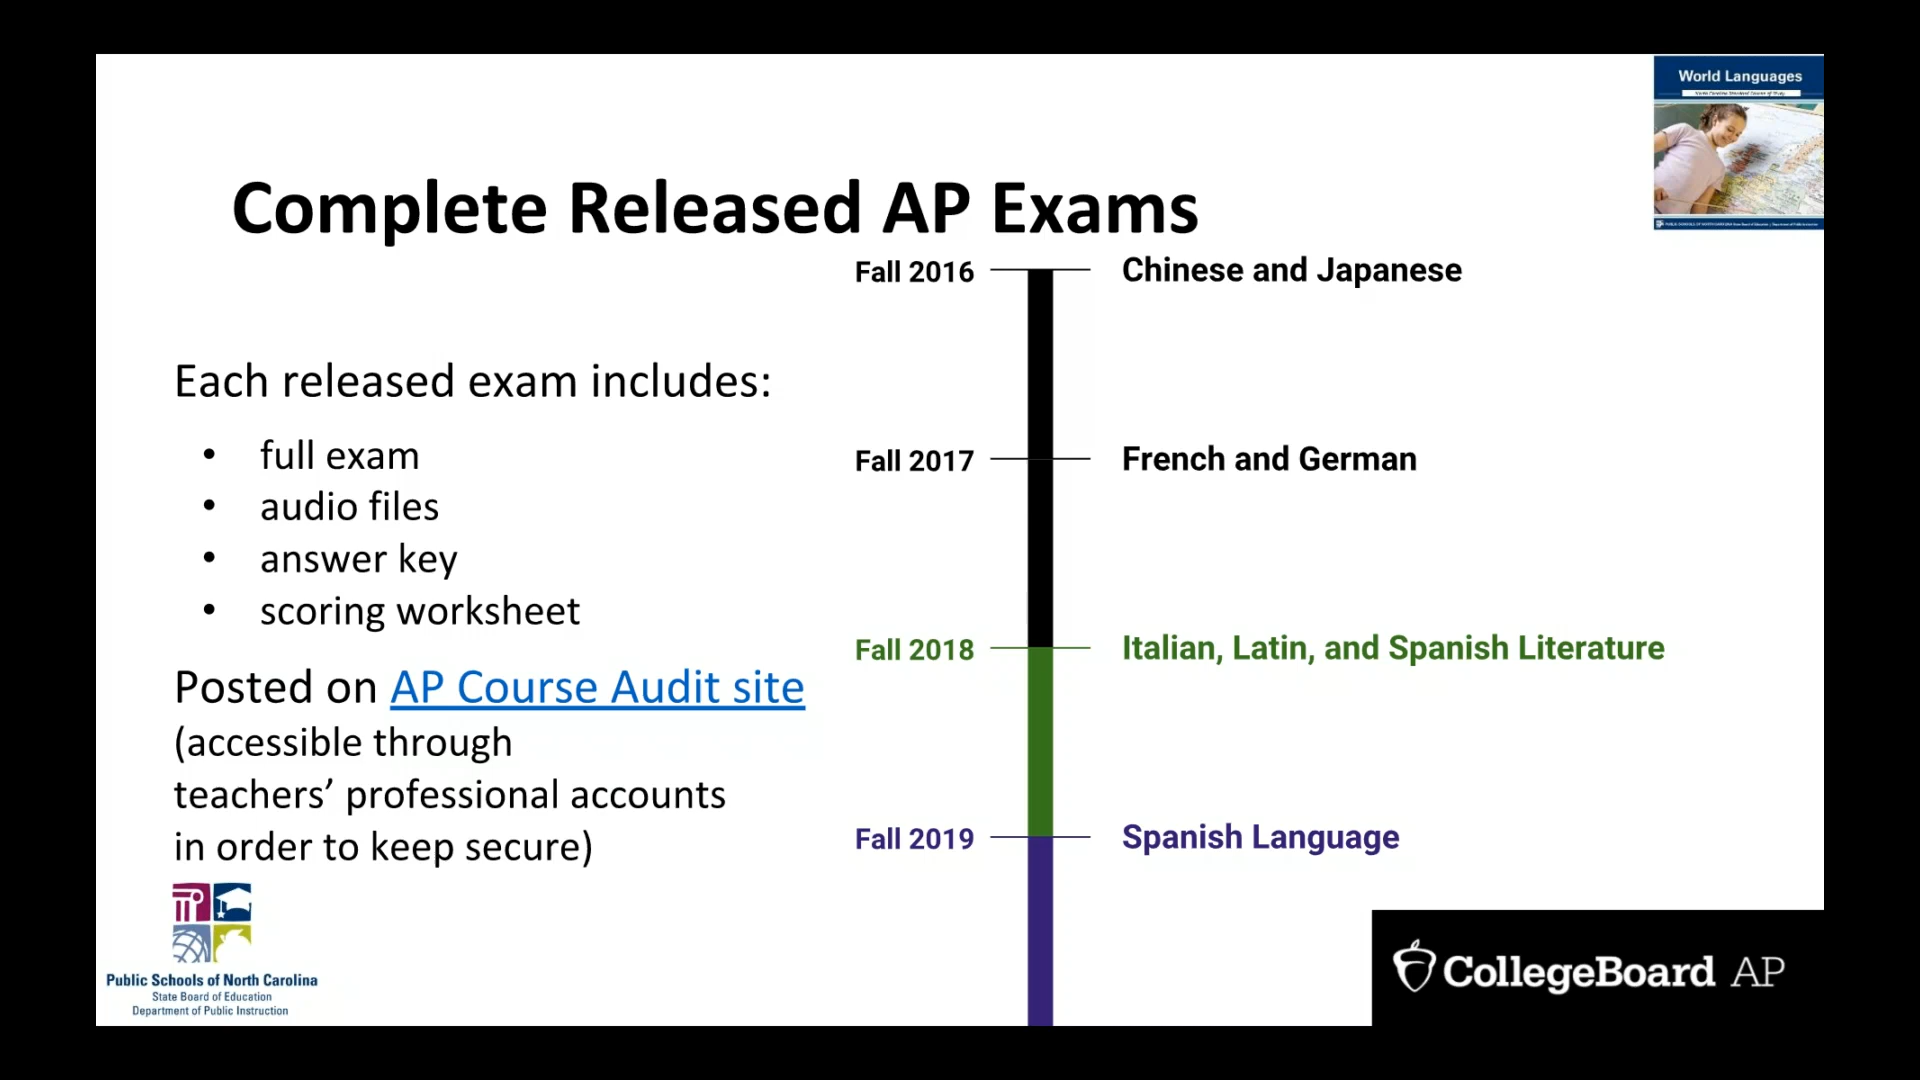 World Languages
Complete Released AP Exams
Each released exam includes:
• full exam
• audio files
• answer key
• scoring worksheet
Posted on AP Course Audit site
(accessible through
teachers’ professional accounts
in order to keep secure)
Fall 2016 Chinese and Japanese
Fall 2017 French and German
Fall 2018 Italian, Latin, and Spanish Literature
Fall 2019 Spanish Language
Public Schools of North Carolina
State Board of Education
Department of Public Instruction
CollegeBoard AP